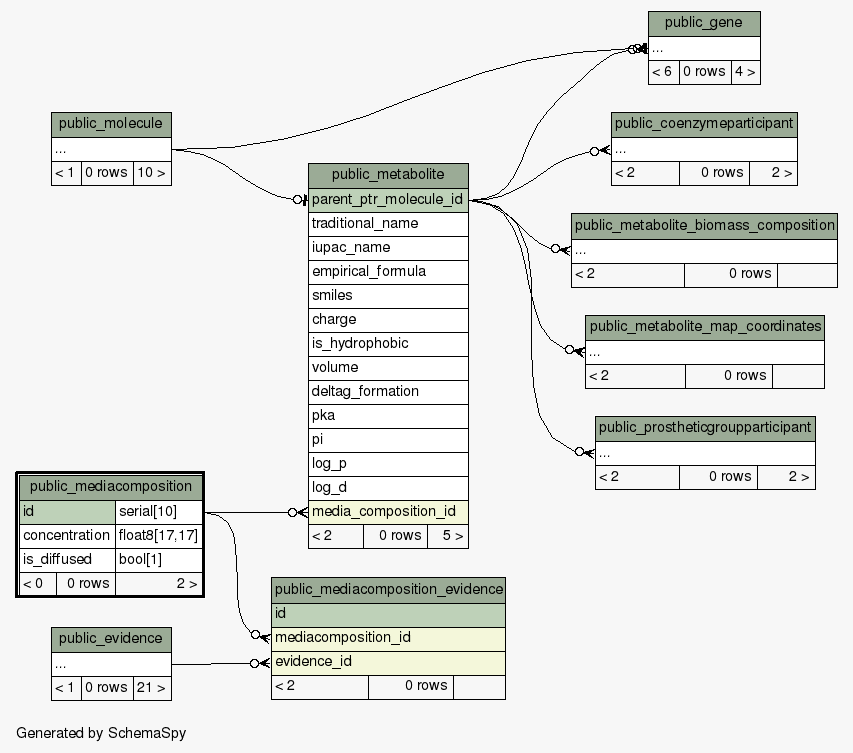 public_gene
...
< 6 0 rows 4 >
public_molecule
...
< 1 0 rows 10 >
public_coenzymeparticipant
...
< 2 0 rows 2 >
public_metabolite
parent_ptr_molecule_id
traditional_name
iupac_name
empirical_formula
smiles
charge
is_hydrophobic
volume
deltag_formation
pka
pi
log_p
log_d
media_composition_id
< 2 0 rows 5 >
public_metabolite_biomass_composition
...
< 2 0 rows
public_metabolite_map_coordinates
...
< 2 0 rows
public_prostheticgroupparticipant
...
< 2 0 rows 2 >
public_mediacomposition
id serial[10]
concentration float8[17,17]
is_diffused bool[1]
< 0 0 rows 2 >
public_mediacomposition_evidence
id
mediacomposition_id
evidence_id
< 2 0 rows
public_evidence
...
< 1 0 rows 21 >
Generated by SchemaSpy